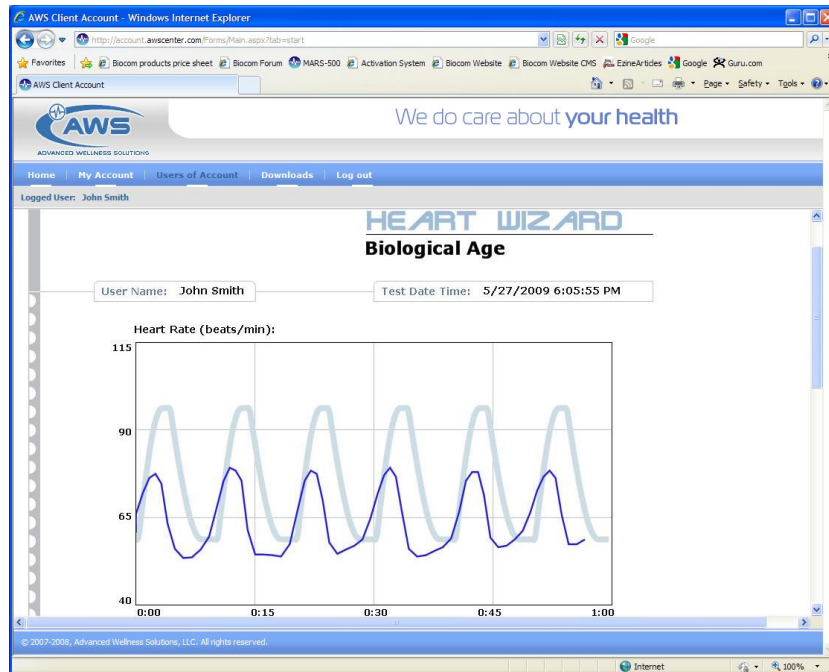 AWS Client Account - Windows Internet Explorer
http://account.awscenter.com/Forms/Main.aspx?tab=start
Google
Favorites Biocom products price sheet Biocom Forum MARS-500 Activation System Biocom Website Biocom Website CMS EzineArticles Google Guru.com
AWS Client Account
Page Safety Tools
AWS
ADVANCED WELLNESS SOLUTIONS
We do care about your health
Home My Account Users of Account Downloads Log out
Logged User: John Smith
HEART WIZARD
Biological Age
User Name: John Smith Test Date Time: 5/27/2009 6:05:55 PM
Heart Rate (beats/min):
115
90
65
40
0:00 0:15 0:30 0:45 1:00
© 2007-2008, Advanced Wellness Solutions, LLC. All rights reserved.
Internet 100%